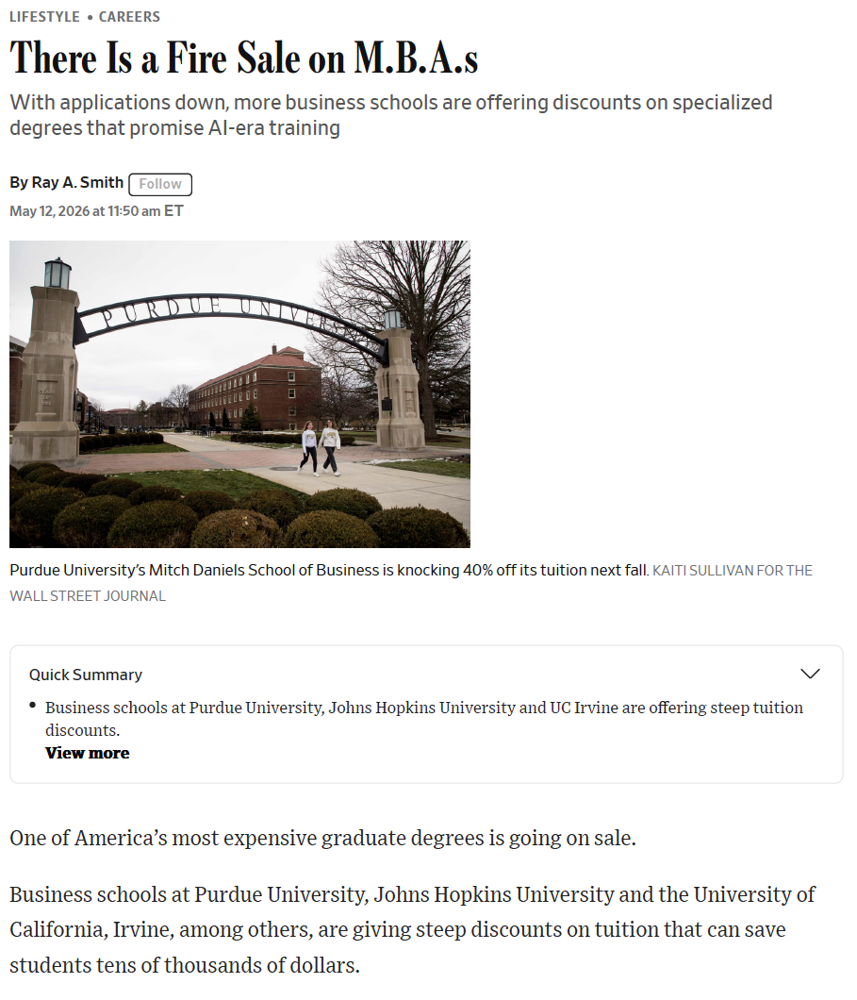 LIFESTYLE • CAREERS
There Is a Fire Sale on M.B.A.s
With applications down, more business schools are offering discounts on specialized
degrees that promise AI-era training
By Ray A. Smith Follow
May 12, 2026 at 11:50 am ET
PURDUE UNIVER
Purdue University’s Mitch Daniels School of Business is knocking 40% off its tuition next fall. KAITI SULLIVAN FOR THE
WALL STREET JOURNAL
Quick Summary
• Business schools at Purdue University, Johns Hopkins University and UC Irvine are offering steep tuition
discounts.
View more
One of America’s most expensive graduate degrees is going on sale.
Business schools at Purdue University, Johns Hopkins University and the University of
California, Irvine, among others, are giving steep discounts on tuition that can save
students tens of thousands of dollars.